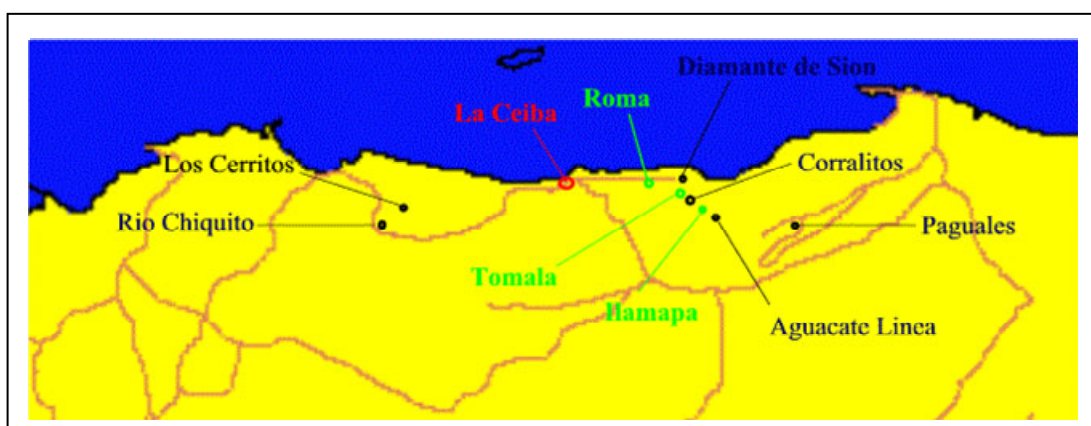 Diamante de Sion
Roma
La Ceiba
Los Cerritos
Corralitos
Rio Chiquito
Paguales
Tomala
Ilamapa
Aguacate Linea